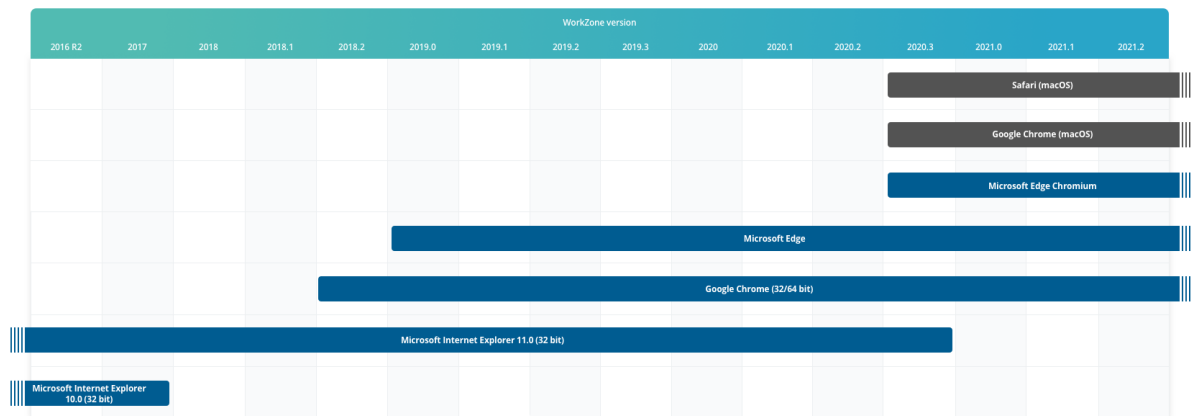 WorkZone version
2016 R2 2017 2018 2018.1 2018.2 2019.0 2019.1 2019.2 2019.3 2020 2020.1 2020.2 2020.3 2021.0 2021.1 2021.2
Safari (macOS)
Google Chrome (macOS)
Microsoft Edge Chromium
Microsoft Edge
Google Chrome (32/64 bit)
Microsoft Internet Explorer 11.0 (32 bit)
Microsoft Internet Explorer
10.0 (32 bit)